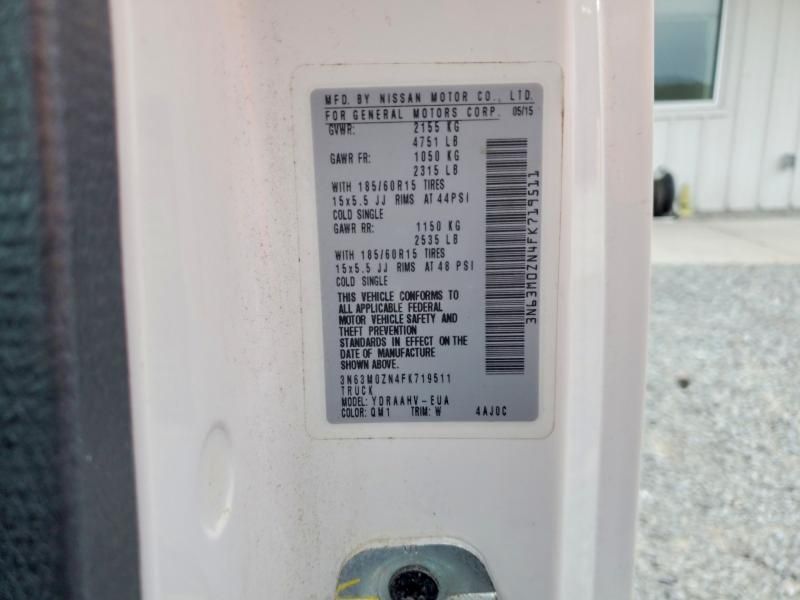 MFD. BY NISSAN MOTOR CO., LTD.
FOR GENERAL MOTORS CORP. 05/15
GVWR: 2155 KG
4751 LB
GAWR FR: 1050 KG
2315 LB
WITH 185/60R15 TIRES
15x5.5 JJ RIMS AT 44PSI
COLD SINGLE
GAWR RR: 1150 KG
2535 LB
WITH 185/60R15 TIRES
15x5.5 JJ RIMS AT 48 PSI
COLD SINGLE
THIS VEHICLE CONFORMS TO
ALL APPLICABLE FEDERAL
MOTOR VEHICLE SAFETY AND
THEFT PREVENTION
STANDARDS IN EFFECT ON THE
DATE OF MANUFACTURE
SHOWN ABOVE.
3N63M0ZN4FK719511
TRUCK
MODEL: YDRAAHV-EUA
COLOR: QM1 TRIM: W 4AJ0C
3N63M0ZN4FK719511